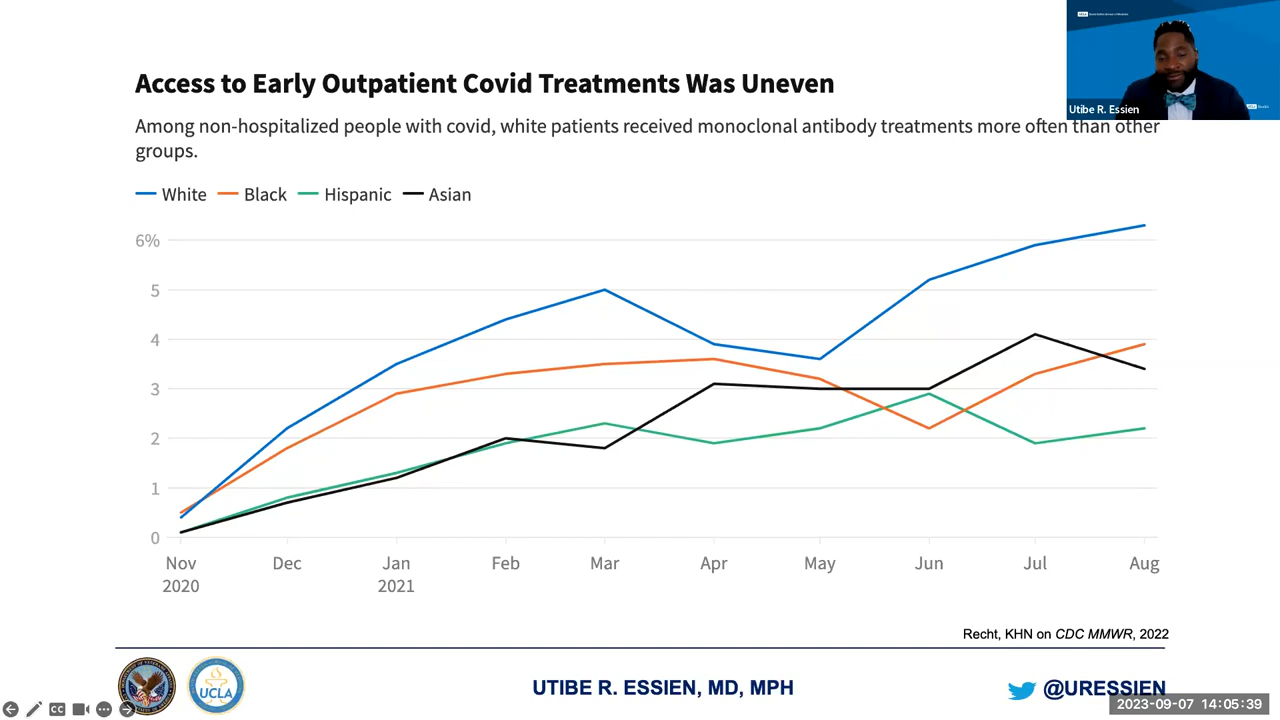 Access to Early Outpatient Covid Treatments Was Uneven
Utibe R. Essien
Among non-hospitalized people with covid, white patients received monoclonal antibody treatments more often than other
groups.
White Black Hispanic Asian
6%
5
4
3
2
1
0
Nov Dec Jan Feb Mar Apr May Jun Jul Aug
2020 2021
Recht, KHN on CDC MMWR, 2022
UCLA
UTIBE R. ESSIEN, MD, MPH
@URESSIEN
CC
2023-09-07 14:05:39